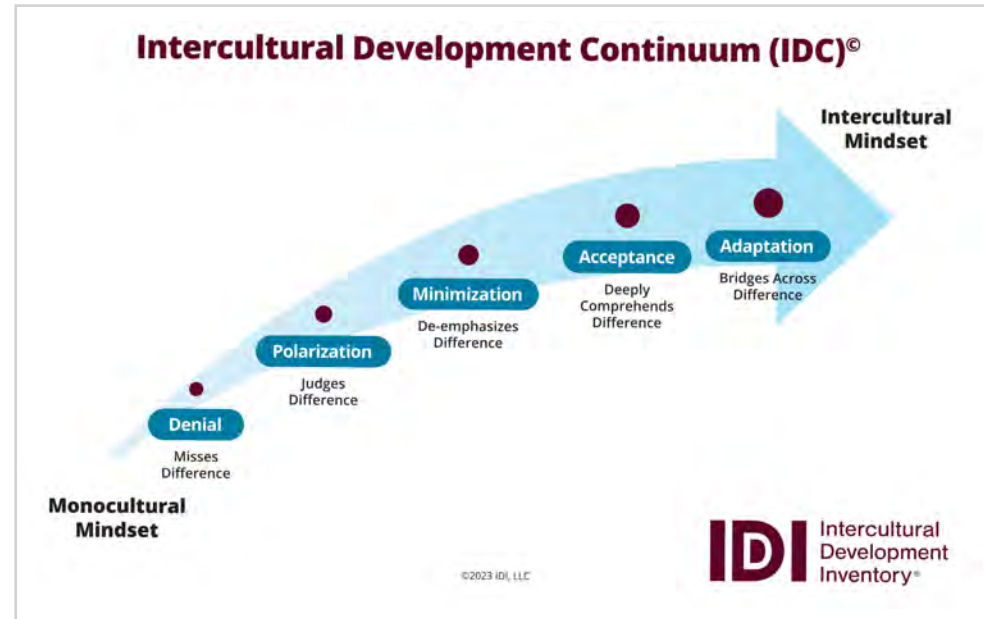 Intercultural Development Continuum (IDC)©
Intercultural
Mindset
Adaptation
Bridges Across
Difference
Acceptance
Deeply
Comprehends
Difference
Minimization
De-emphasizes
Difference
Polarization
Judges
Difference
Denial
Misses
Difference
Monocultural
Mindset
IDI
Intercultural
Development
Inventory®
©2023 IDI, LLC